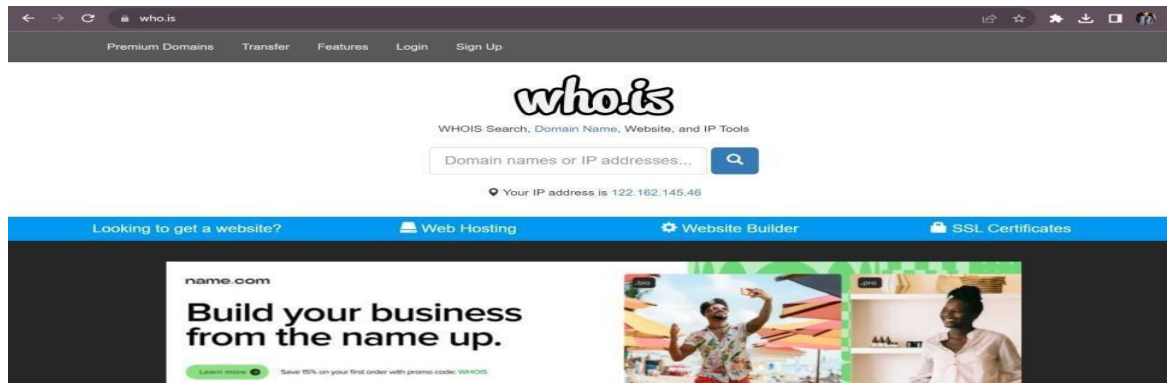 who.is
Premium Domains Transfer Features Login Sign Up
who.is
WHOIS Search, Domain Name, Website, and IP Tools
Domain names or IP addresses...
Your IP address is 122.162.145.46
Looking to get a website? Web Hosting Website Builder SSL Certificates
name.com
.bio
.pro
Build your business
from the name up.
Learn more Save 15% on your first order with promo code: WHOIS